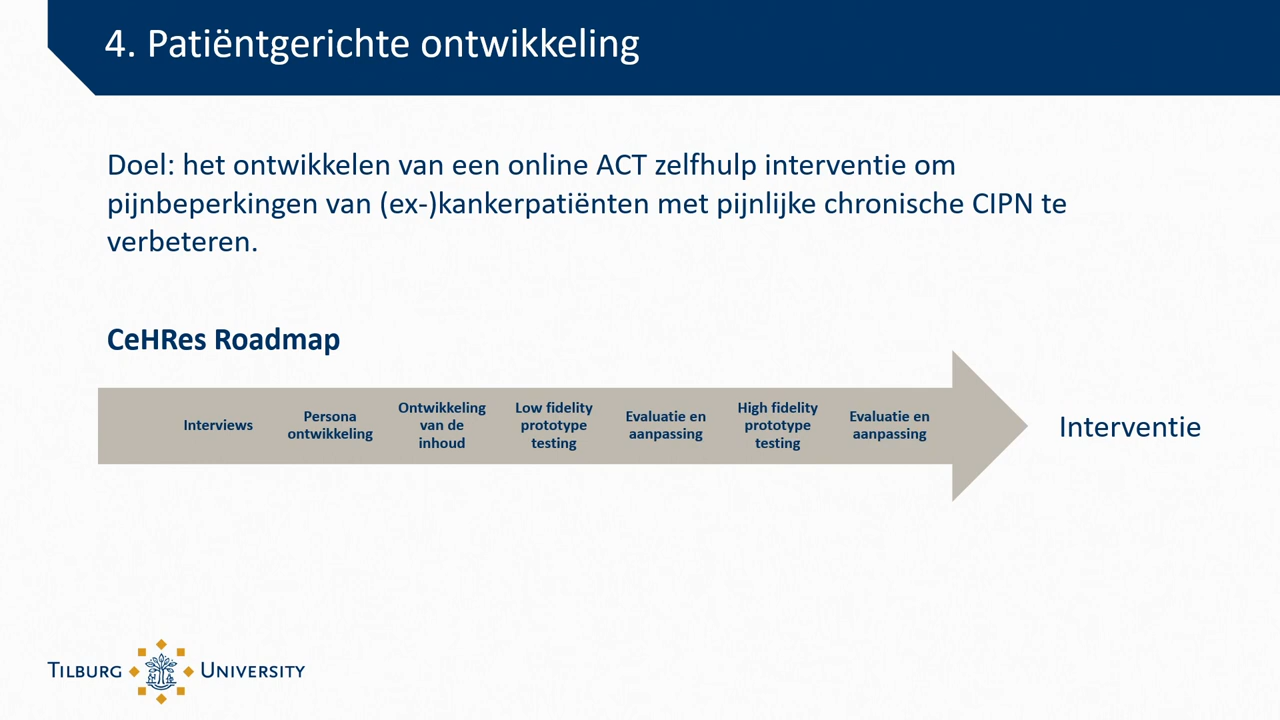 4. Patiëntgerichte ontwikkeling
Doel: het ontwikkelen van een online ACT zelfhulp interventie om
pijnbeperkingen van (ex-)kankerpatiënten met pijnlijke chronische CIPN te
verbeteren.
CeHRes Roadmap
Interviews
Persona
ontwikkeling
Ontwikkeling
van de
inhoud
Low fidelity
prototype
testing
Evaluatie en
aanpassing
High fidelity
prototype
testing
Evaluatie en
aanpassing
Interventie
TILBURG UNIVERSITY